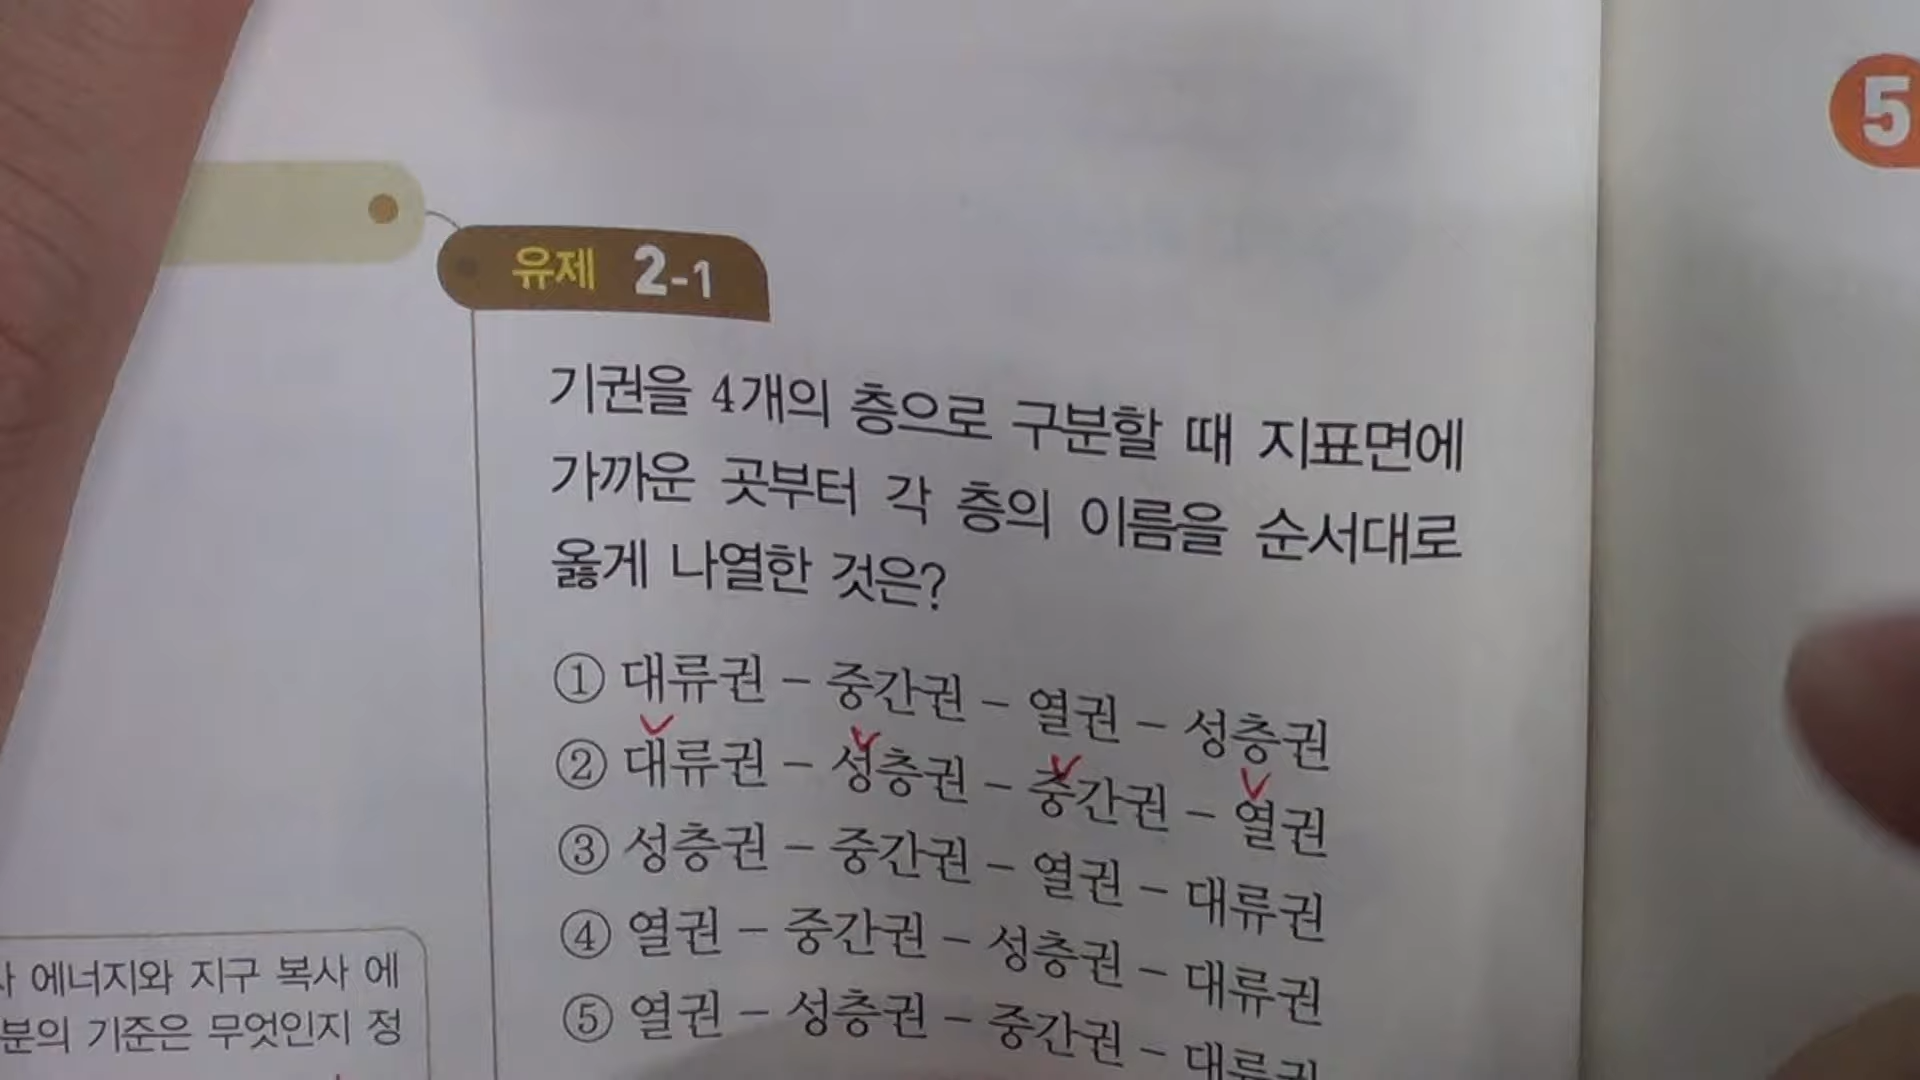 5
유제 2-1
기권을 4개의 층으로 구분할 때 지표면에
가까운 곳부터 각 층의 이름을 순서대로
옳게 나열한 것은?
① 대류권 – 중간권 – 열권 – 성층권
② 대류권 – 성층권 – 중간권 – 열권
③ 성층권 – 중간권 – 열권 – 대류권
④ 열권 – 중간권 – 성층권 – 대류권
⑤ 열권 – 성층권 – 중간권 – 대류권
사 에너지와 지구 복사 에
분의 기준은 무엇인지 정